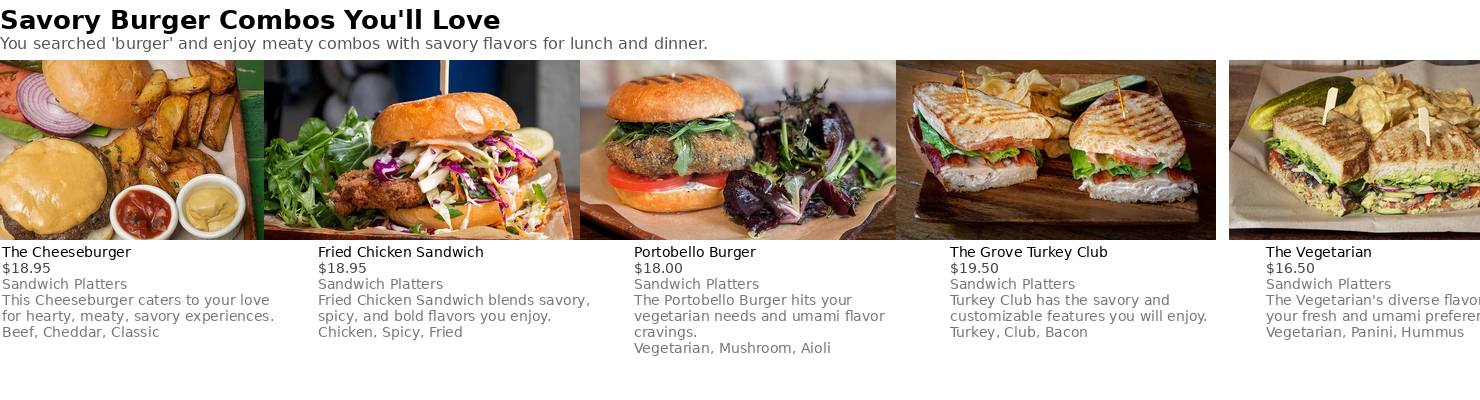 Savory Burger Combos You'll Love
You searched 'burger' and enjoy meaty combos with savory flavors for lunch and dinner.
The Cheeseburger
$18.95
Sandwich Platters
This Cheeseburger caters to your love
for hearty, meaty, savory experiences.
Beef, Cheddar, Classic
Fried Chicken Sandwich
$18.95
Sandwich Platters
Fried Chicken Sandwich blends savory,
spicy, and bold flavors you enjoy.
Chicken, Spicy, Fried
Portobello Burger
$18.00
Sandwich Platters
The Portobello Burger hits your
vegetarian needs and umami flavor
cravings.
Vegetarian, Mushroom, Aioli
The Grove Turkey Club
$19.50
Sandwich Platters
Turkey Club has the savory and
customizable features you will enjoy.
Turkey, Club, Bacon
The Vegetarian
$16.50
Sandwich Platters
The Vegetarian's diverse
your fresh and umami
Vegetarian, Panini, Hummus